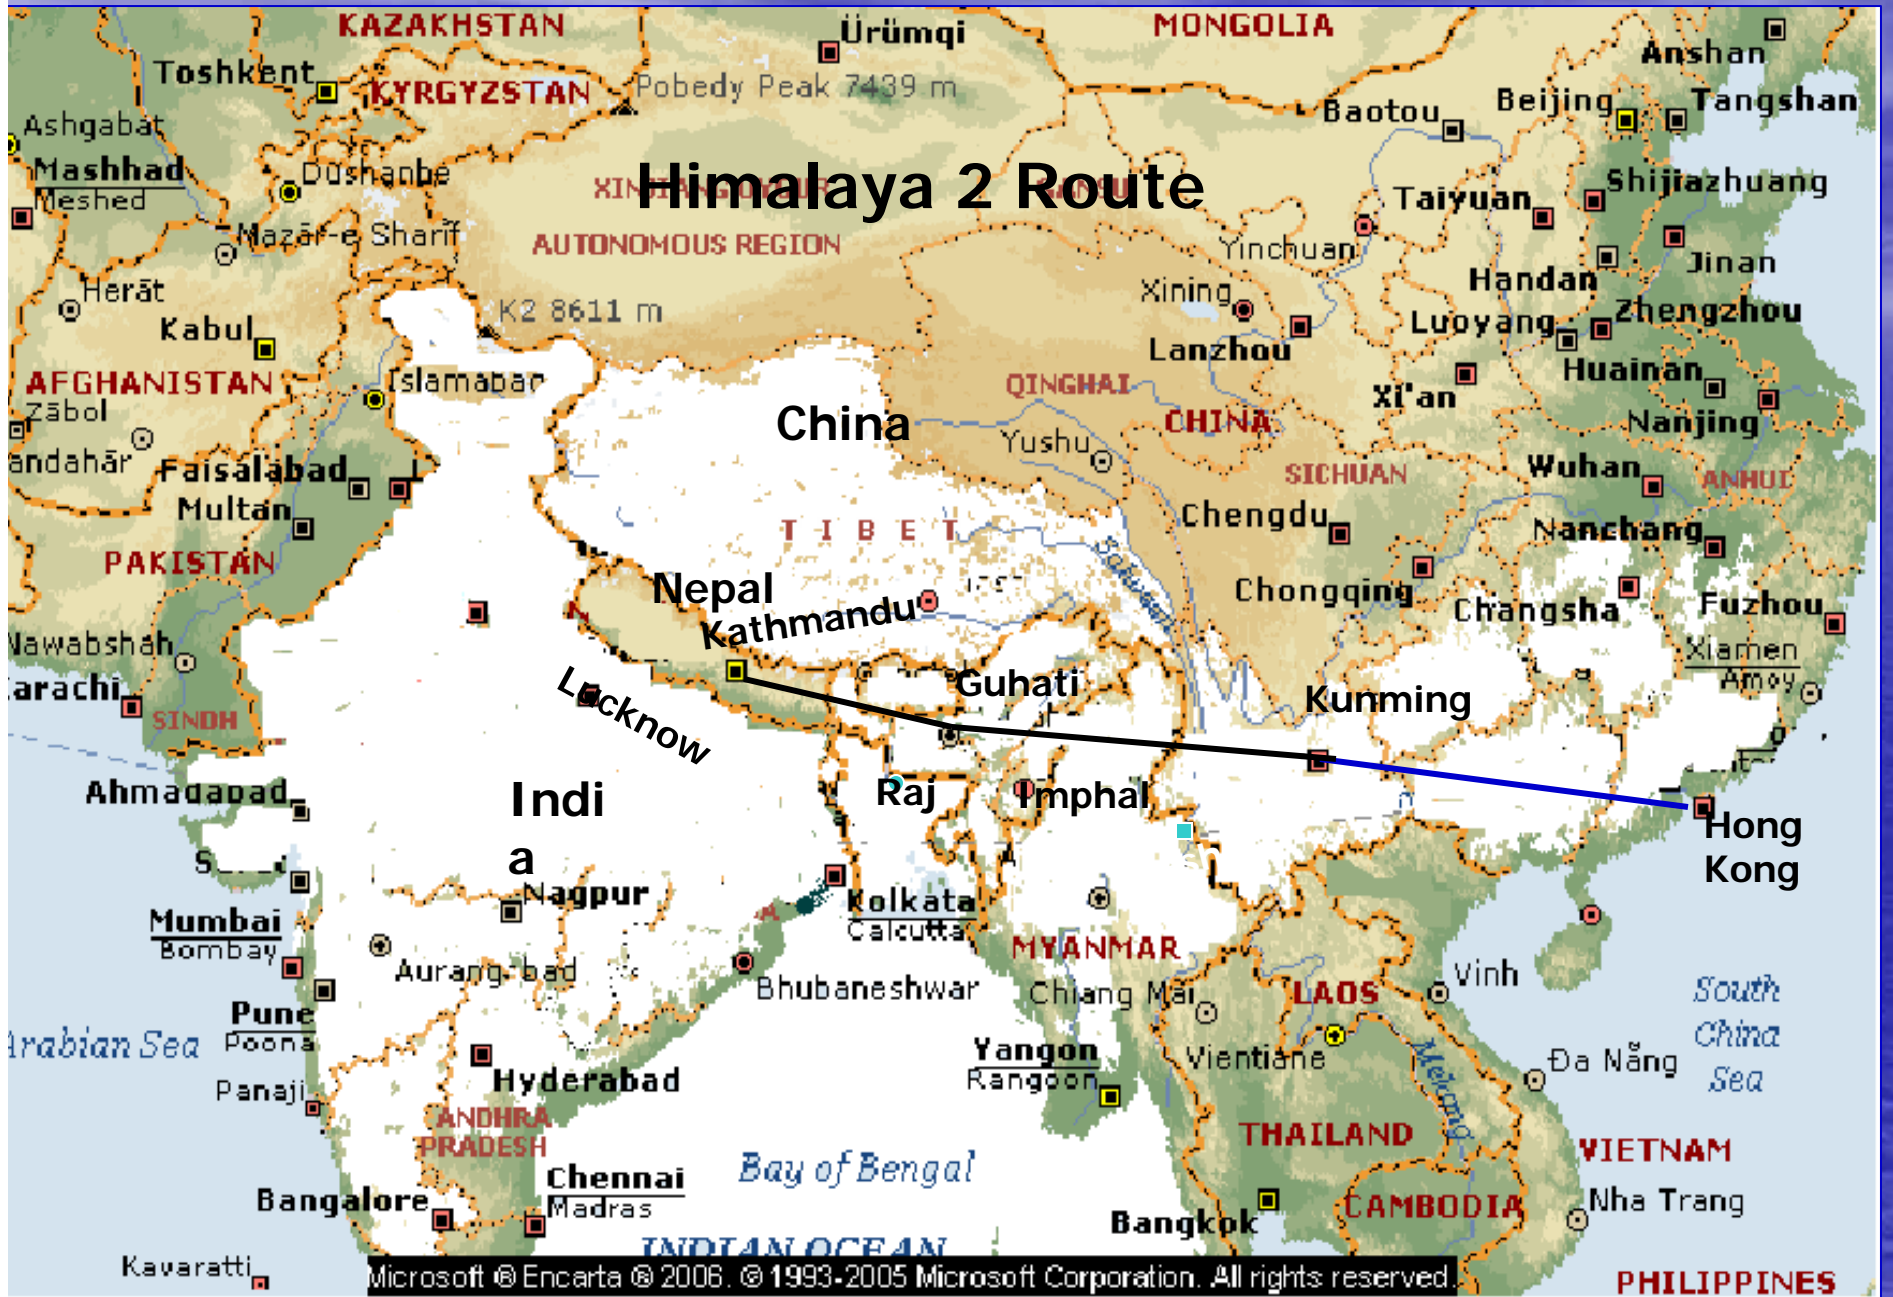 KAZAKHSTAN
Ürümqi
MONGOLIA
Anshan
Toshkent
KYRGYZSTAN
Pobedy Peak 7439 m
Baotou
Beijing
Tangshan
Ashgabat
Mashhad
Meshed
Dushanbe
Himalaya 2 Route
Shijiazhuang
Taiyuan
Mazār-e Sharīf
AUTONOMOUS REGION
Yinchuan
Jinan
Handan
Herāt
Xining
K2 8611 m
Kabul
Luoyang
Zhengzhou
Lanzhou
Huainan
AFGHANISTAN
Islamabad
QINGHAI
Xi'an
Zābol
China
CHINA
Nanjing
Yushu
andahār
Faisalabad
Wuhan
ANHUI
SICHUAN
Multan
Chengdu
Nanchang
TIBET
PAKISTAN
Nepal
Kathmandu
Chongqing
Changsha
Fuzhou
Nawabshah
Xiamen
Amoy
arachi
Lucknow
Guhati
Kunming
SINDH
Ahmadabad
India
Raj
Imphal
Hong
Kong
Nagpur
Kolkata
Calcutta
Mumbai
Bombay
MYANMAR
Aurangabad
Bhubaneshwar
Chiang Mai
LAOS
Vinh
South
China
Sea
Pune
Poona
Arabian Sea
Yangon
Rangoon
Vientiane
Mekong
Đa Nẵng
Panaji
Hyderabad
ANDHRA
PRADESH
THAILAND
VIETNAM
Bay of Bengal
Chennai
Madras
Bangalore
Bangkok
CAMBODIA
Nha Trang
INDIAN OCEAN
Kavaratti
Microsoft ® Encarta ® 2006. © 1993-2005 Microsoft Corporation. All rights reserved.
PHILIPPINES